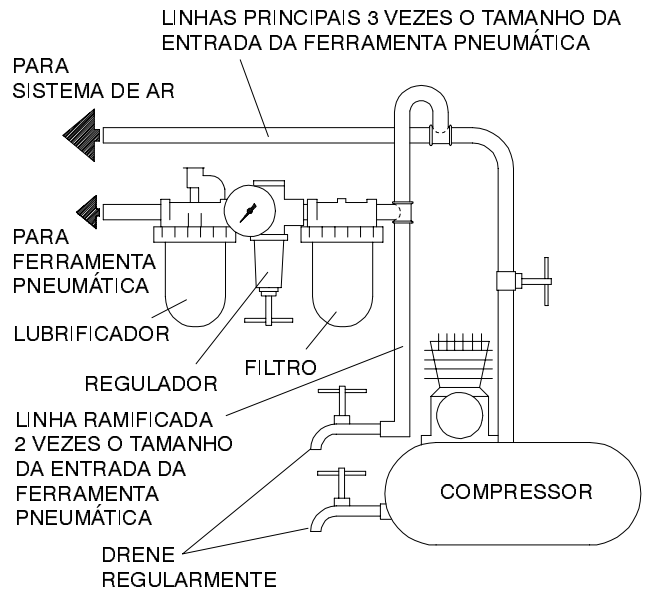 LINHAS PRINCIPAIS 3 VEZES O TAMANHO DA
ENTRADA DA FERRAMENTA PNEUMÁTICA
PARA
SISTEMA DE AR
PARA
FERRAMENTA
PNEUMÁTICA
LUBRIFICADOR
REGULADOR
FILTRO
LINHA RAMIFICADA
2 VEZES O TAMANHO
DA ENTRADA DA
FERRAMENTA
PNEUMÁTICA
COMPRESSOR
DRENE
REGULARMENTE